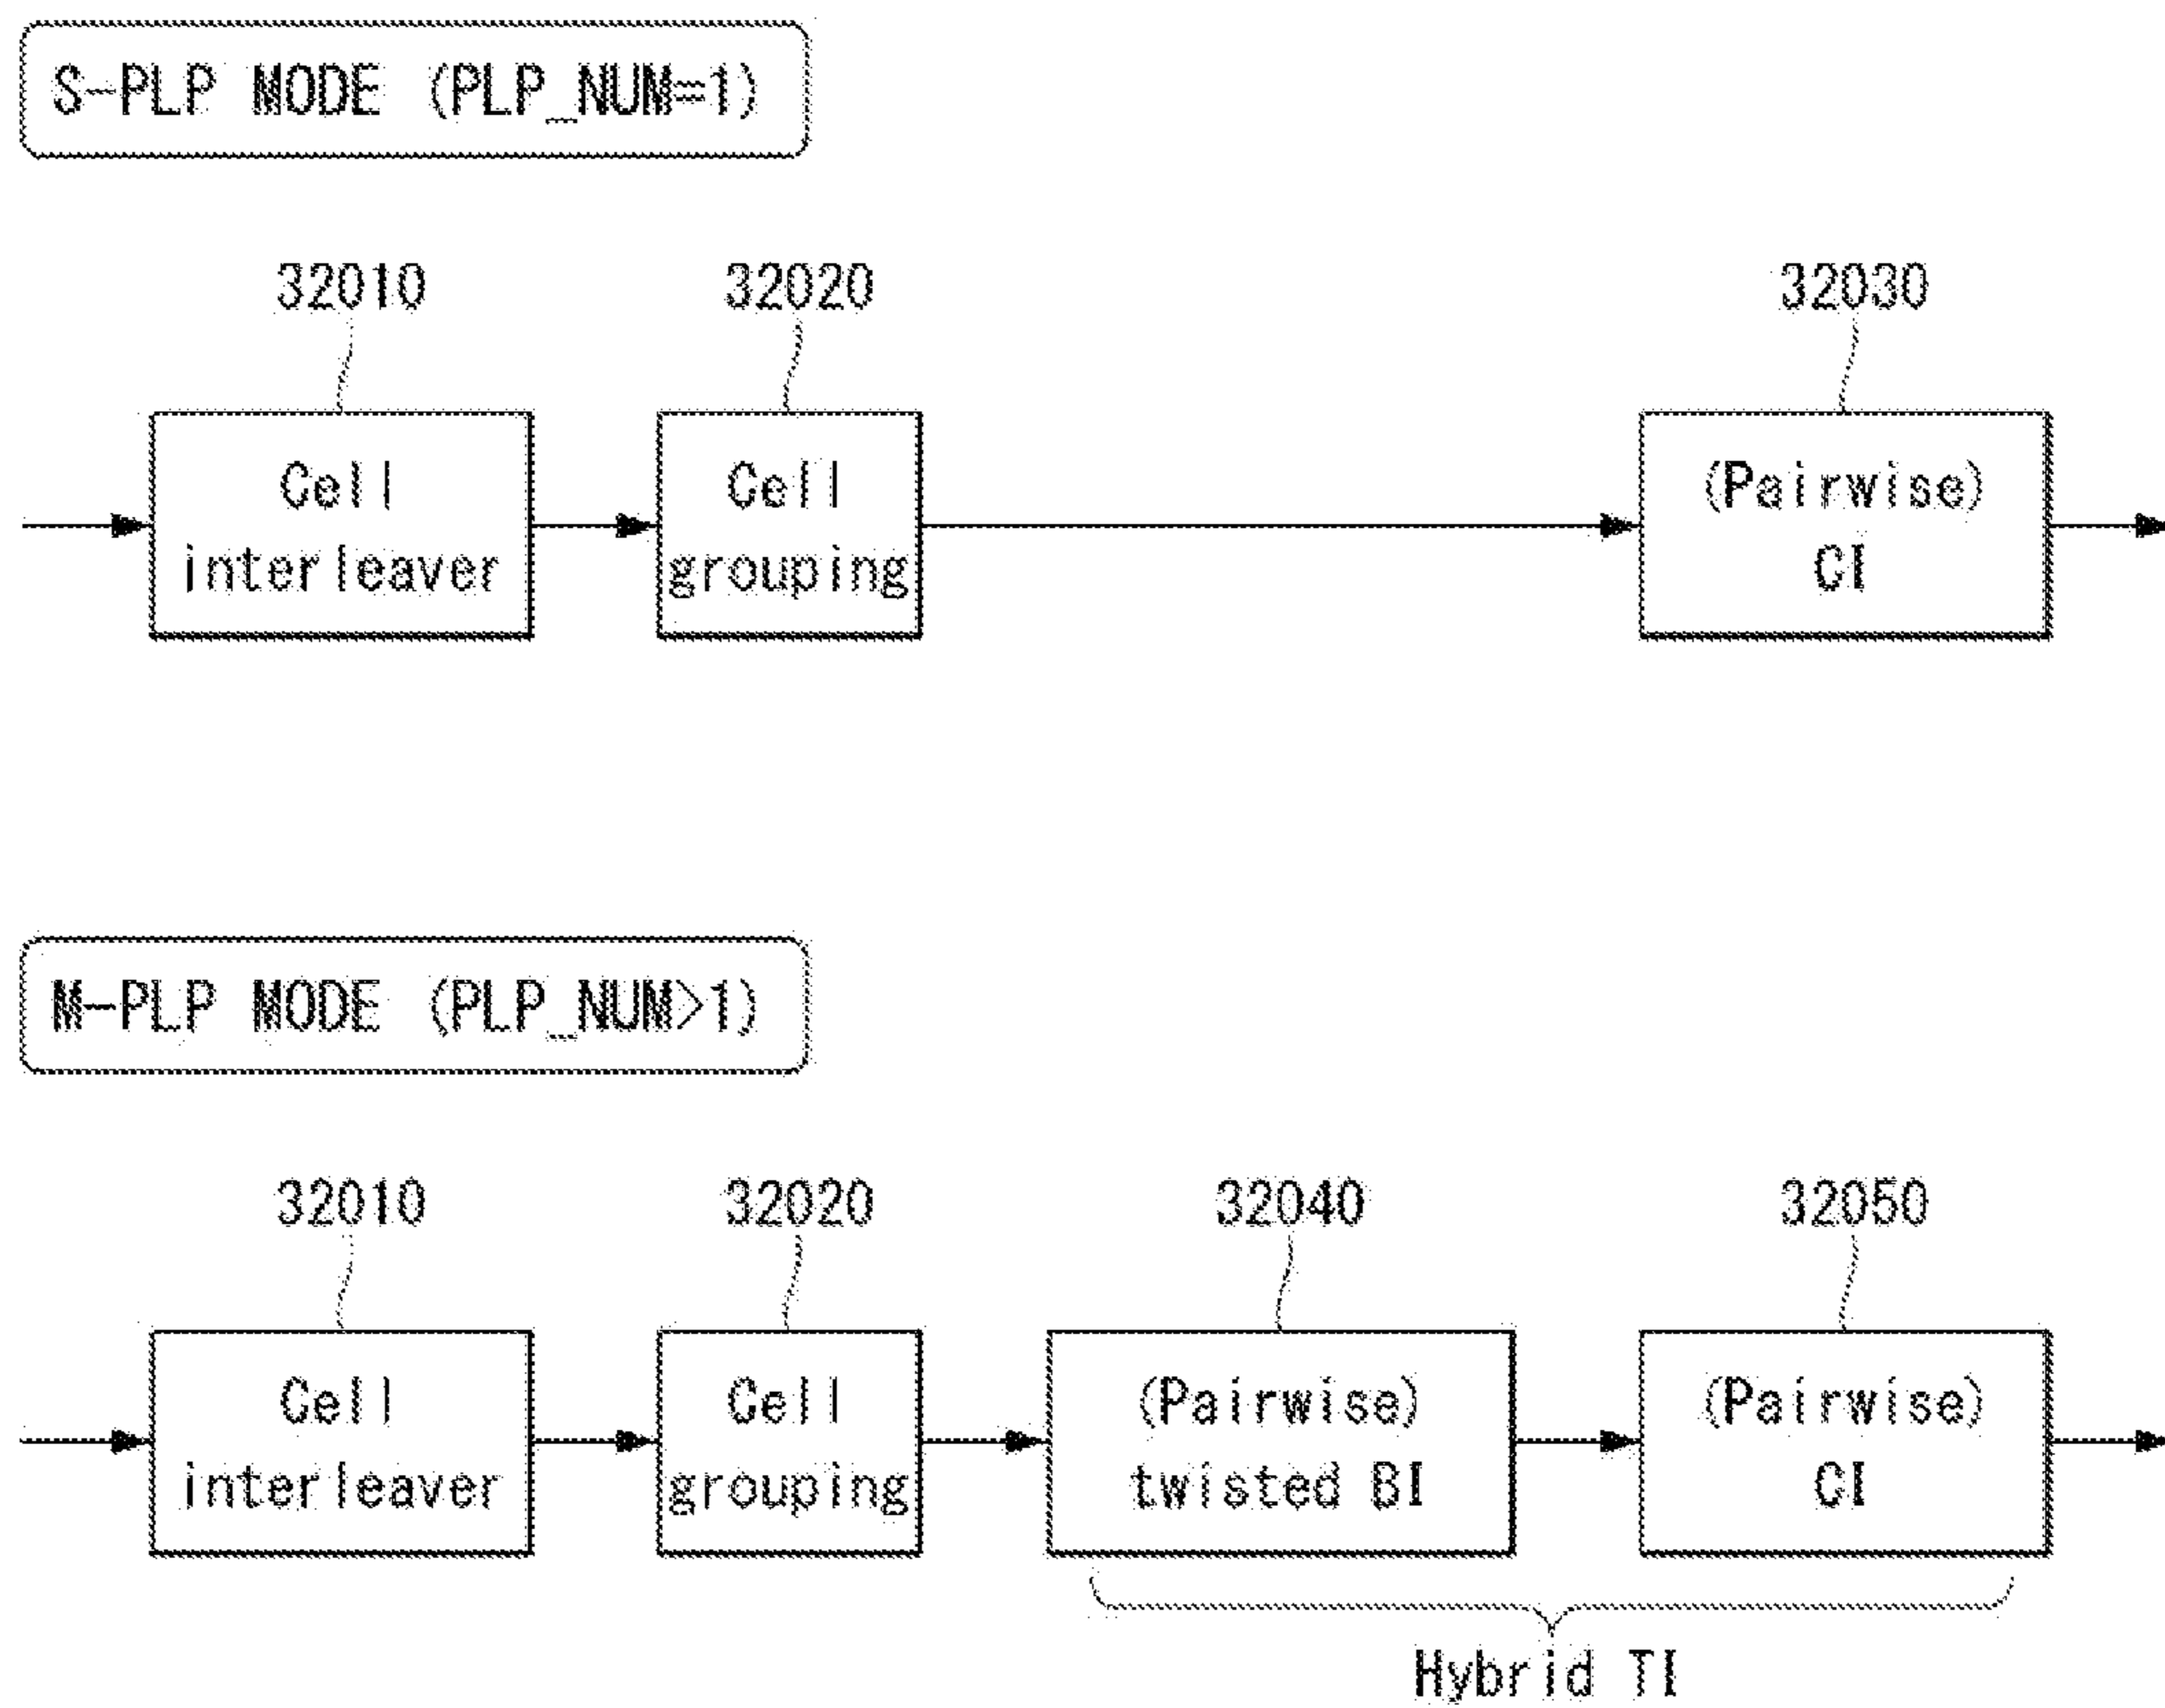 S-PLP MODE (PLP_NUM=1)
32010
32020
32030
Cell
interleaver
Cell
grouping
(Pairwise)
CI
M-PLP MODE (PLP_NUM>1)
32010
32020
32040
32050
Cell
interleaver
Cell
grouping
(Pairwise)
twisted BI
(Pairwise)
CI
Hybrid TI